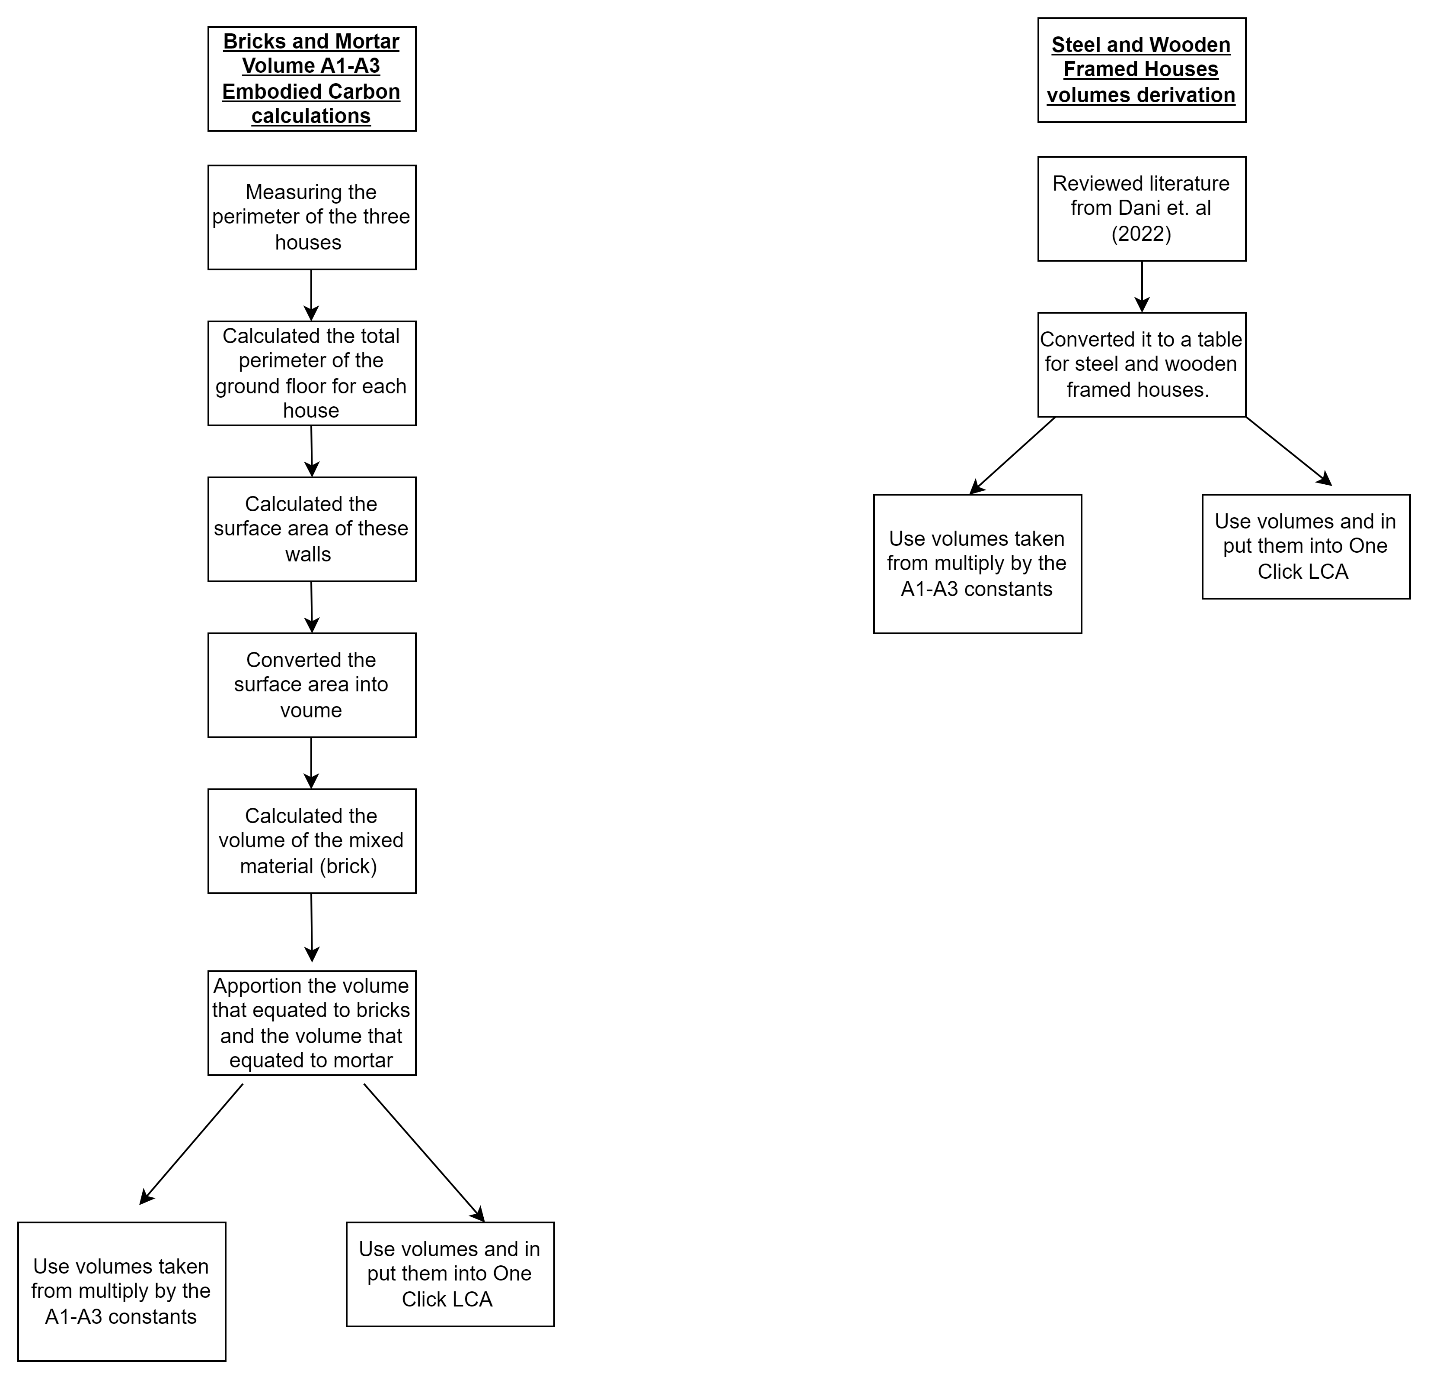 Bricks and Mortar
Volume A1-A3
Embodied Carbon
calculations
Measuring the
perimeter of the three
houses
Calculated the total
perimeter of the
ground floor for each
house
Calculated the
surface area of these
walls
Converted the
surface area into
voume
Calculated the
volume of the mixed
material (brick)
Apportion the volume
that equated to bricks
and the volume that
equated to mortar
Use volumes taken
from multiply by the
A1-A3 constants
Use volumes and in
put them into One
Click LCA
Steel and Wooden
Framed Houses
volumes derivation
Reviewed literature
from Dani et. al
(2022)
Converted it to a table
for steel and wooden
framed houses.
Use volumes taken
from multiply by the
A1-A3 constants
Use volumes and in
put them into One
Click LCA